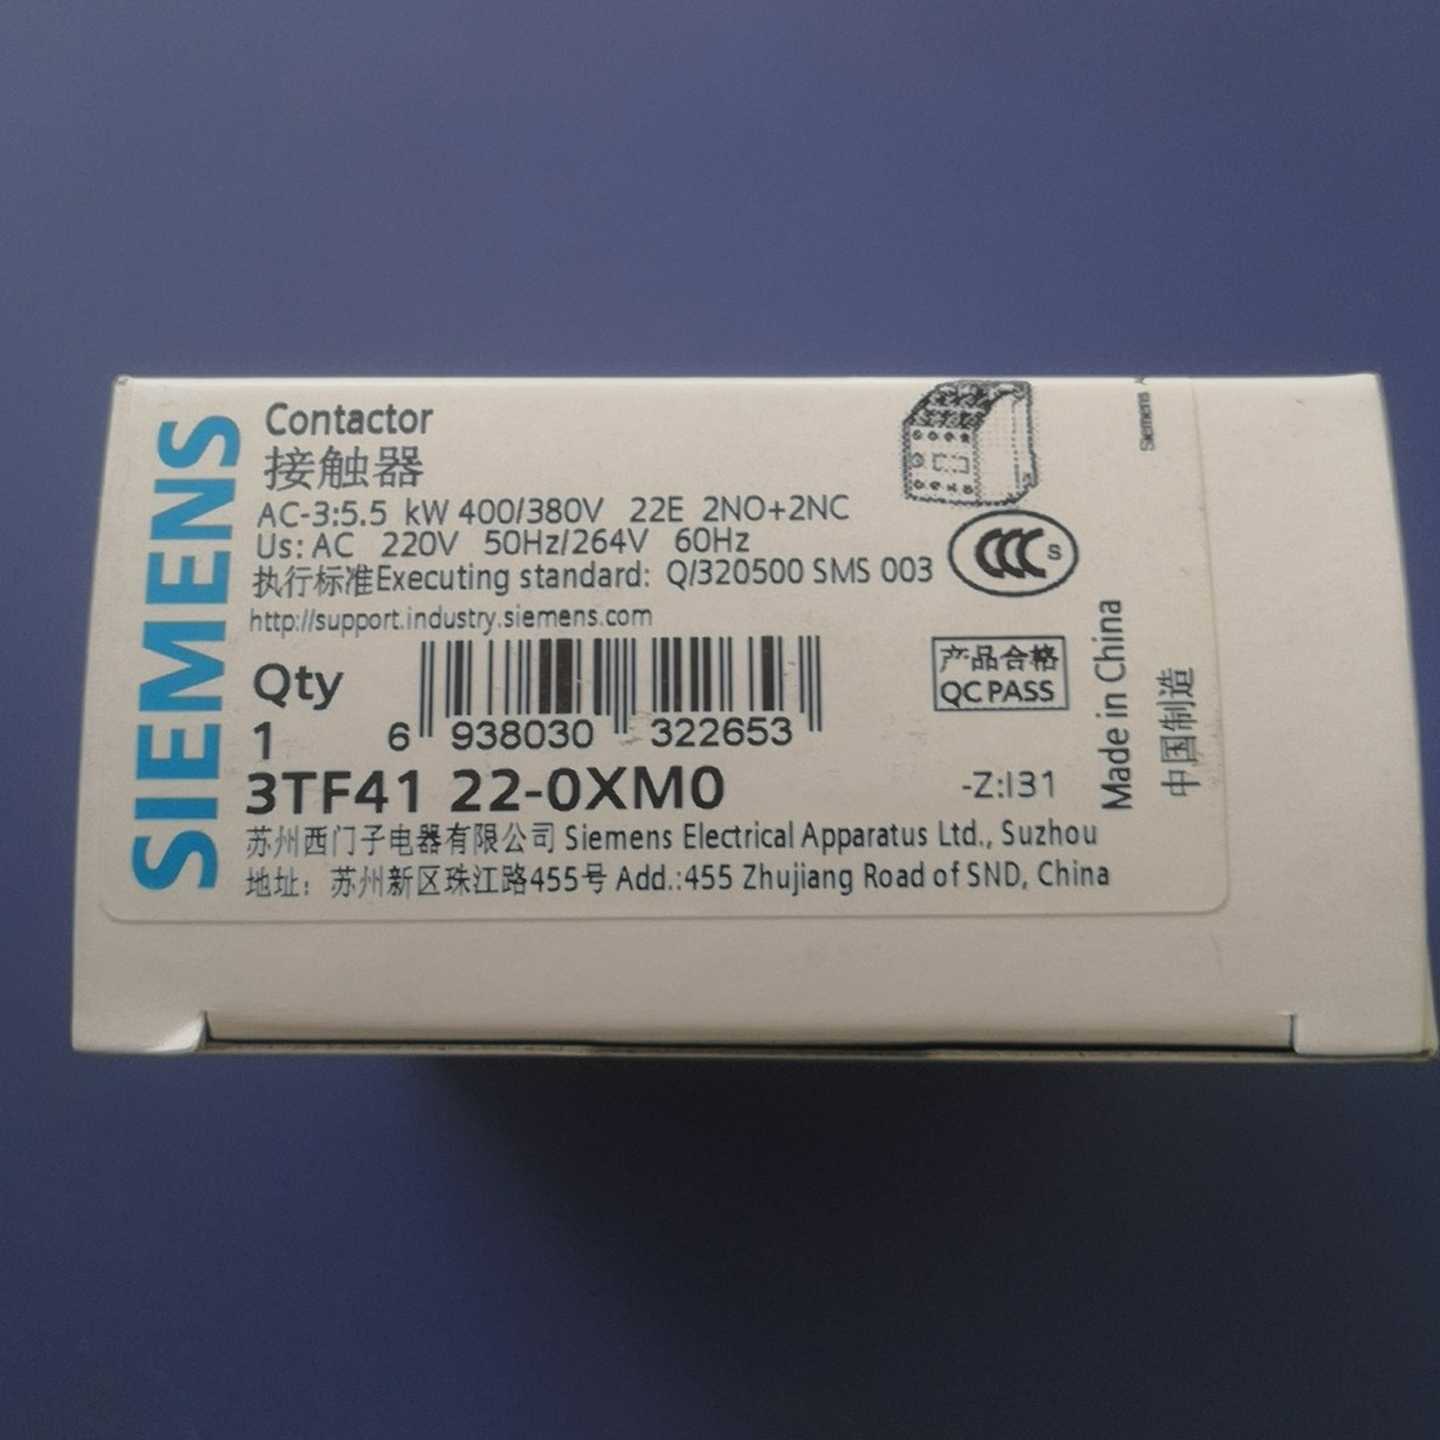 SIEMENS
Contactor
接触器
AC-3:5.5 kW 400/380V 22E 2NO+2NC
Us: AC 220V 50Hz/264V 60Hz
执行标准Executing standard: Q/320500 SMS 003
http://support.industry.siemens.com
CCC S
Siemens
Qty
1
6 938030 322653
产品合格
QC PASS
Made in China
中国制造
3TF41 22-0XM0
-Z:I31
苏州西门子电器有限公司 Siemens Electrical Apparatus Ltd., Suzhou
地址：苏州新区珠江路455号 Add.:455 Zhujiang Road of SND, China